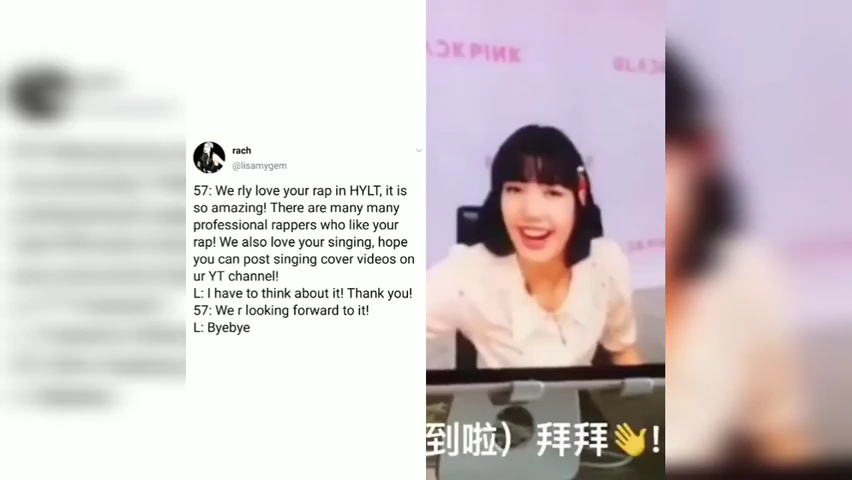 rach
@lisamygem
57: We rly love your rap in HYLT, it is
so amazing! There are many many
professional rappers who like your
rap! We also love your singing, hope
you can post singing cover videos on
ur YT channel!
L: I have to think about it! Thank you!
57: We r looking forward to it!
L: Byebye
BLACKPINK
到啦）拜拜👋!